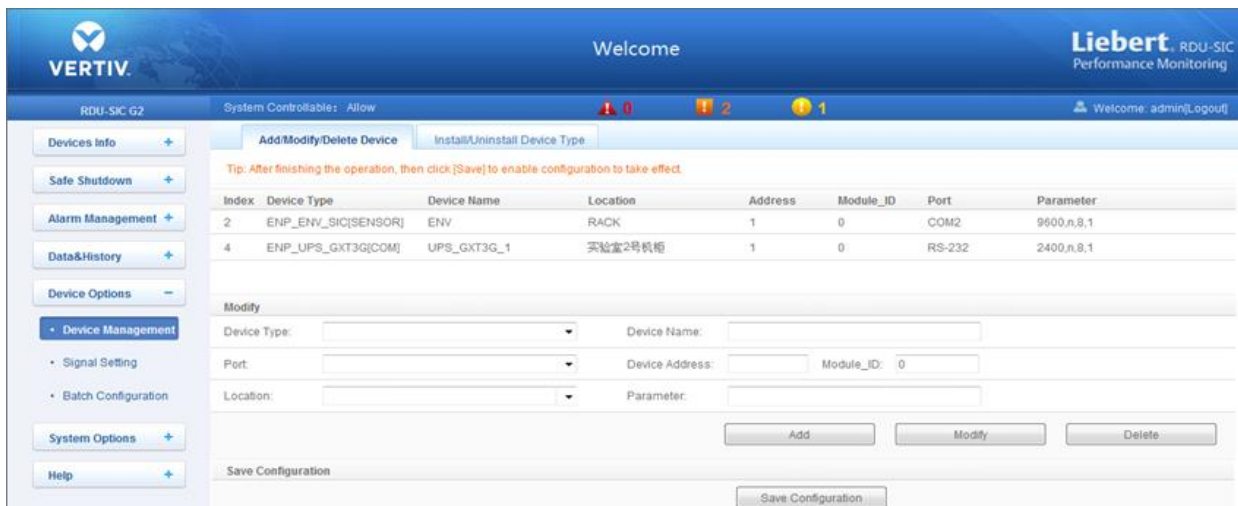 VERTIV.
Welcome
Liebert. RDU-SIC
Performance Monitoring
RDU-SIC G2
System Controllable: Allow
0
2
1
Welcome: admin[Logout]
Devices Info +
Safe Shutdown +
Alarm Management +
Data&History +
Device Options −
• Device Management
• Signal Setting
• Batch Configuration
System Options +
Help +
Add/Modify/Delete Device Install/Uninstall Device Type
Tip: After finishing the operation, then click [Save] to enable configuration to take effect.
Index Device Type Device Name Location Address Module_ID Port Parameter
2 ENP_ENV_SIC[SENSOR] ENV RACK 1 0 COM2 9600,n,8,1
4 ENP_UPS_GXT3G[COM] UPS_GXT3G_1 实验室2号机柜 1 0 RS-232 2400,n,8,1
Modify
Device Type: Device Name:
Port: Device Address: Module_ID: 0
Location: Parameter:
Add Modify Delete
Save Configuration
Save Configuration